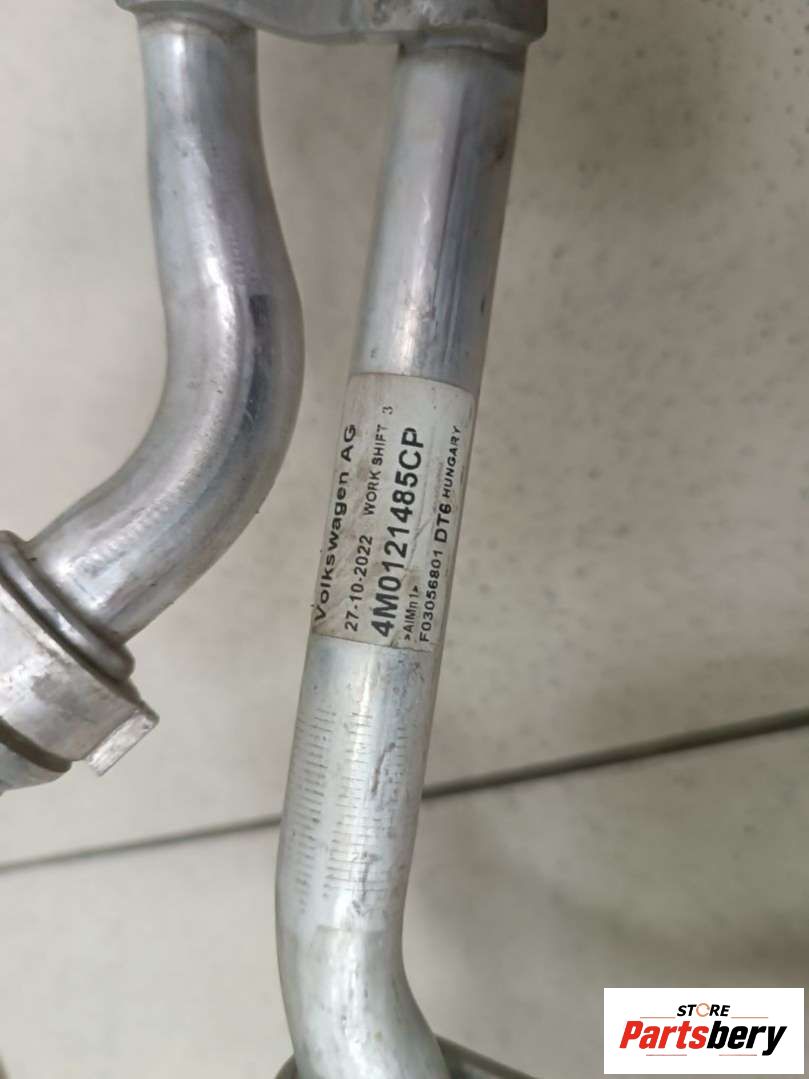 Volkswagen AG
27-10-2022 WORK SHIFT 3
4M0121485CP
>AlMn1<
F03056801 DT6 HUNGARY
STORE
Partsbery